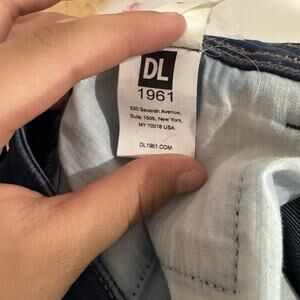 DL
1961
530 Seventh Avenue,
Suite 1505, New York,
NY 10018 USA
DL1961.COM